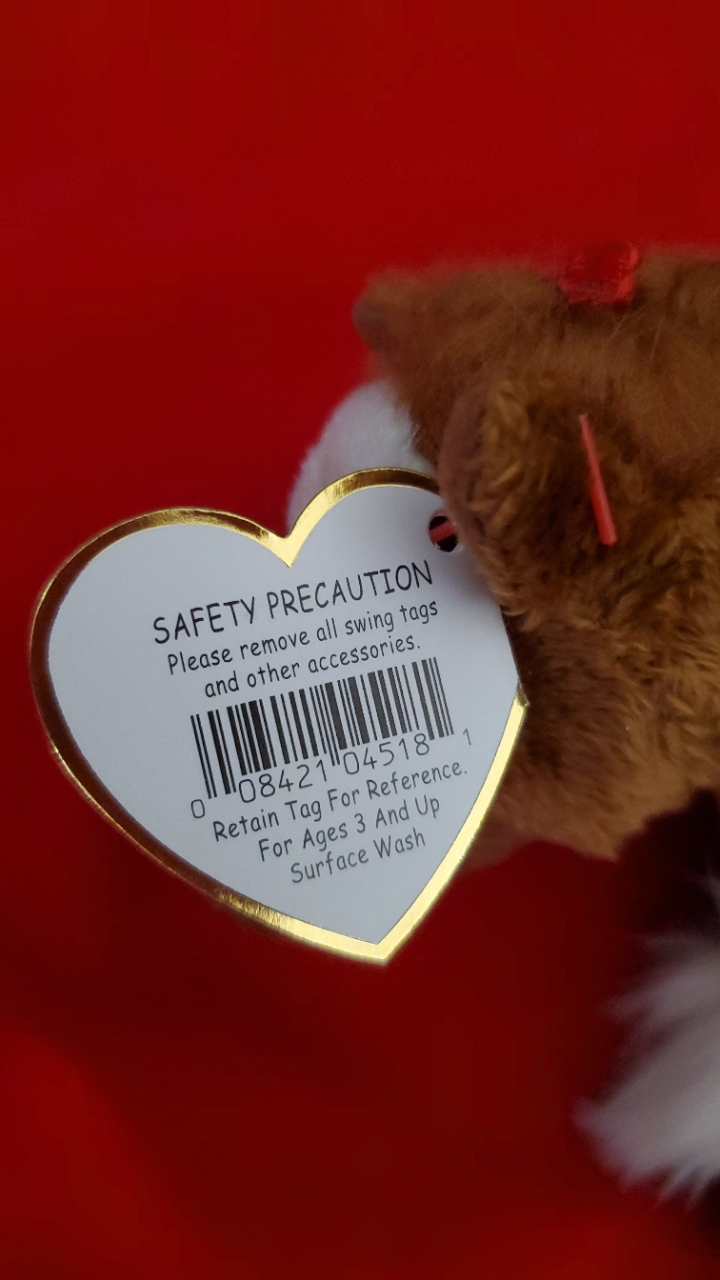 SAFETY PRECAUTION
Please remove all swing tags
and other accessories.
0 08421 04518 1
Retain Tag For Reference.
For Ages 3 And Up
Surface Wash